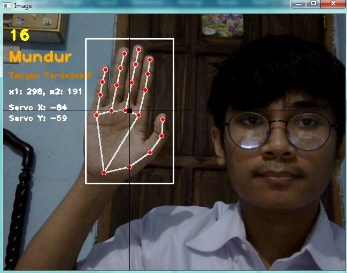 Image
16
Mundur
Tangan Terdeteksi
x1: 298, x2: 191
Servo X: -84
Servo Y: -59